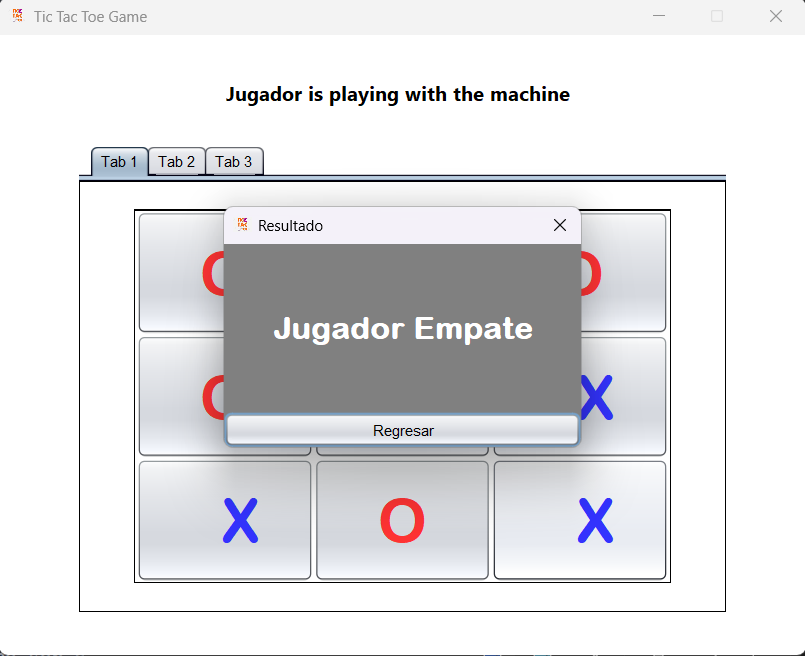 Tic Tac Toe Game
Jugador is playing with the machine
Tab 1 Tab 2 Tab 3
Resultado
O O
Jugador Empate
O X
Regresar
X O X